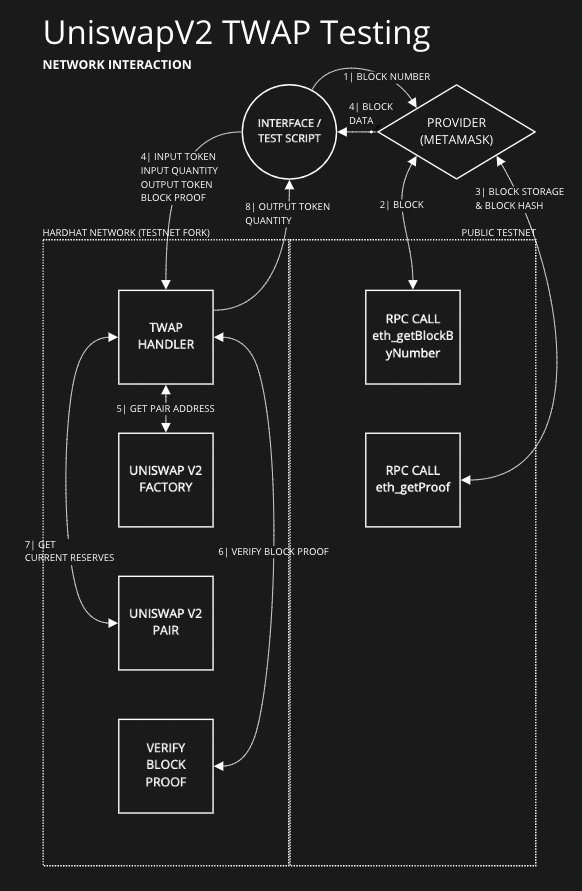 UniswapV2 TWAP Testing
NETWORK INTERACTION
1| BLOCK NUMBER
4| BLOCK
DATA
INTERFACE /
TEST SCRIPT
PROVIDER
(METAMASK)
4| INPUT TOKEN
INPUT QUANTITY
OUTPUT TOKEN
BLOCK PROOF
8| OUTPUT TOKEN
QUANTITY
2| BLOCK
3| BLOCK STORAGE
& BLOCK HASH
HARDHAT NETWORK (TESTNET FORK)
PUBLIC TESTNET
TWAP
HANDLER
RPC CALL
eth_getBlockB
yNumber
5| GET PAIR ADDRESS
UNISWAP V2
FACTORY
RPC CALL
eth_getProof
7| GET
CURRENT RESERVES
6| VERIFY BLOCK PROOF
UNISWAP V2
PAIR
VERIFY
BLOCK
PROOF